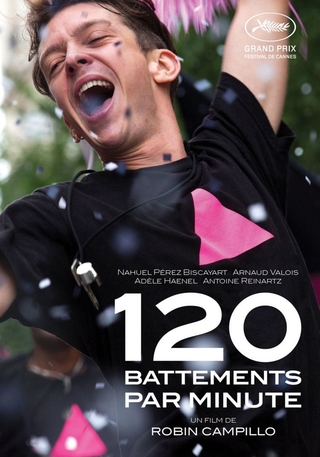 GRAND PRIX
FESTIVAL DE CANNES
NAHUEL PÉREZ BISCAYART ARNAUD VALOIS
ADÈLE HAENEL ANTOINE REINARTZ
120
BATTEMENTS
PAR MINUTE
UN FILM DE
ROBIN CAMPILLO